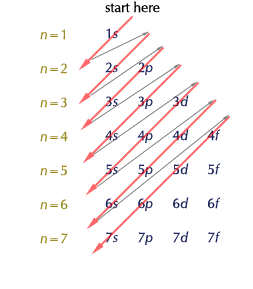 start here
n = 1 1s
n = 2 2s 2p
n = 3 3s 3p 3d
n = 4 4s 4p 4d 4f
n = 5 5s 5p 5d 5f
n = 6 6s 6p 6d 6f
n = 7 7s 7p 7d 7f